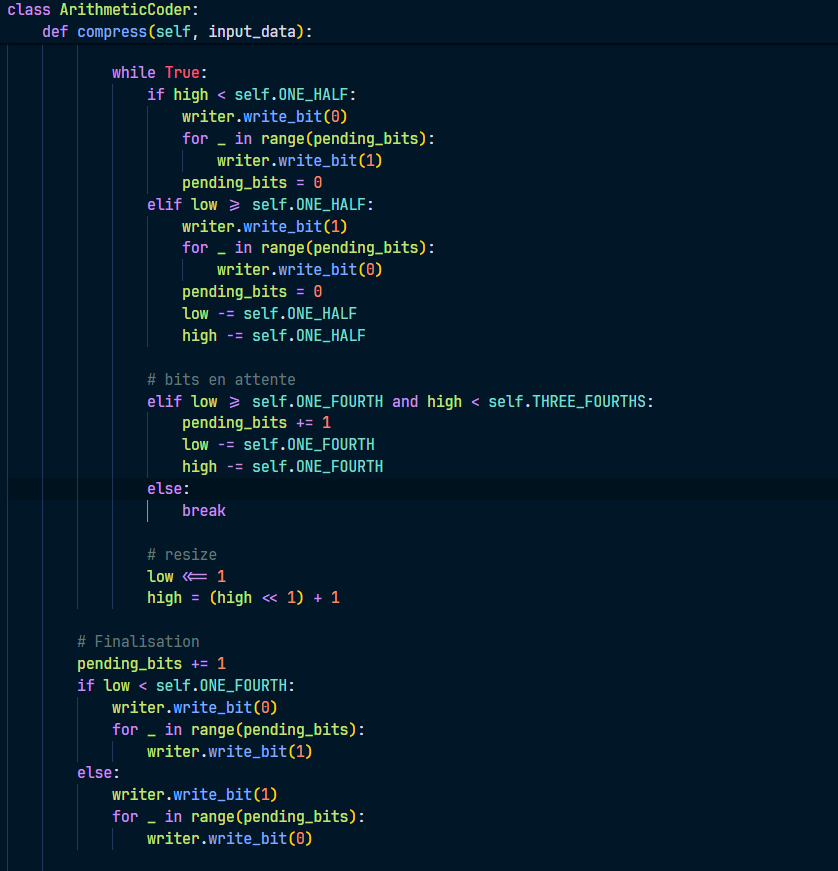 class ArithmeticCoder:
    def compress(self, input_data):
            while True:
                if high < self.ONE_HALF:
                    writer.write_bit(0)
                    for _ in range(pending_bits):
                        writer.write_bit(1)
                    pending_bits = 0
                elif low >= self.ONE_HALF:
                    writer.write_bit(1)
                    for _ in range(pending_bits):
                        writer.write_bit(0)
                    pending_bits = 0
                    low -= self.ONE_HALF
                    high -= self.ONE_HALF
                # bits en attente
                elif low >= self.ONE_FOURTH and high < self.THREE_FOURTHS:
                    pending_bits += 1
                    low -= self.ONE_FOURTH
                    high -= self.ONE_FOURTH
                else:
                    break
                # resize
                low <<= 1
                high = (high << 1) + 1
        # Finalisation
        pending_bits += 1
        if low < self.ONE_FOURTH:
            writer.write_bit(0)
            for _ in range(pending_bits):
                writer.write_bit(1)
        else:
            writer.write_bit(1)
            for _ in range(pending_bits):
                writer.write_bit(0)